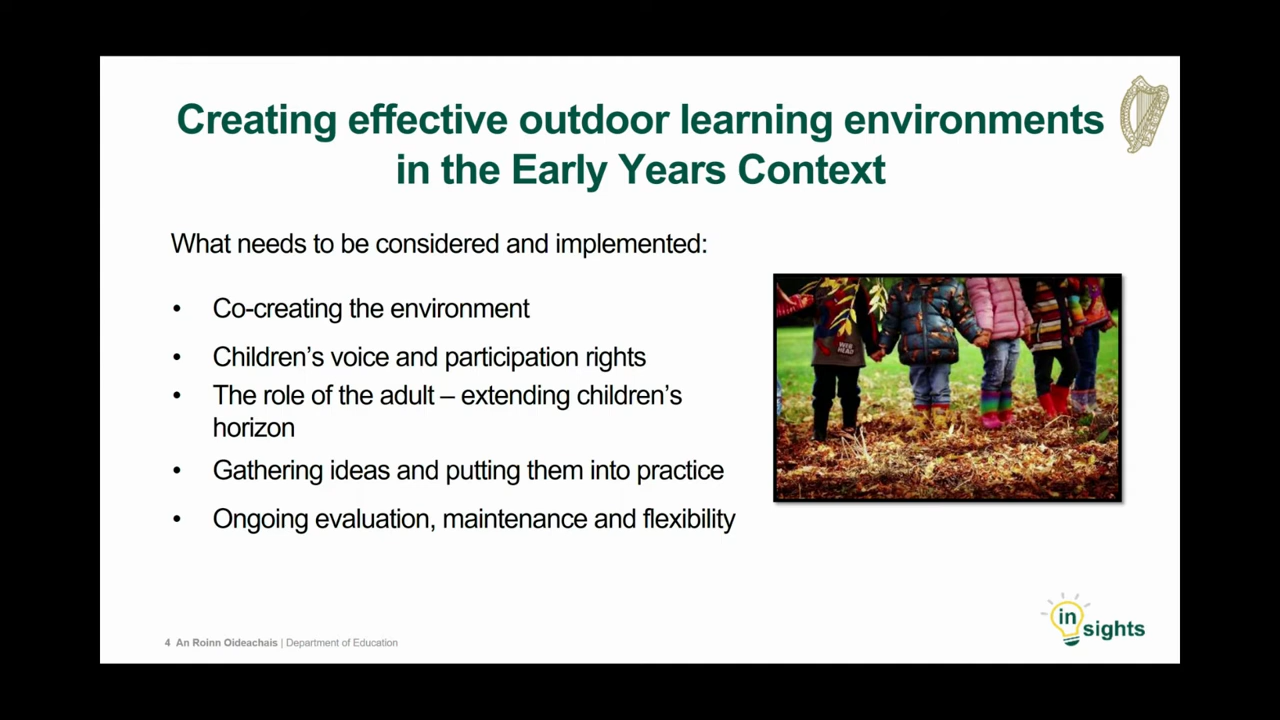 Creating effective outdoor learning environments
in the Early Years Context
What needs to be considered and implemented:
• Co-creating the environment
• Children’s voice and participation rights
• The role of the adult – extending children’s
horizon
• Gathering ideas and putting them into practice
• Ongoing evaluation, maintenance and flexibility
WEB
HEAD
4 An Roinn Oideachais | Department of Education
in
sights